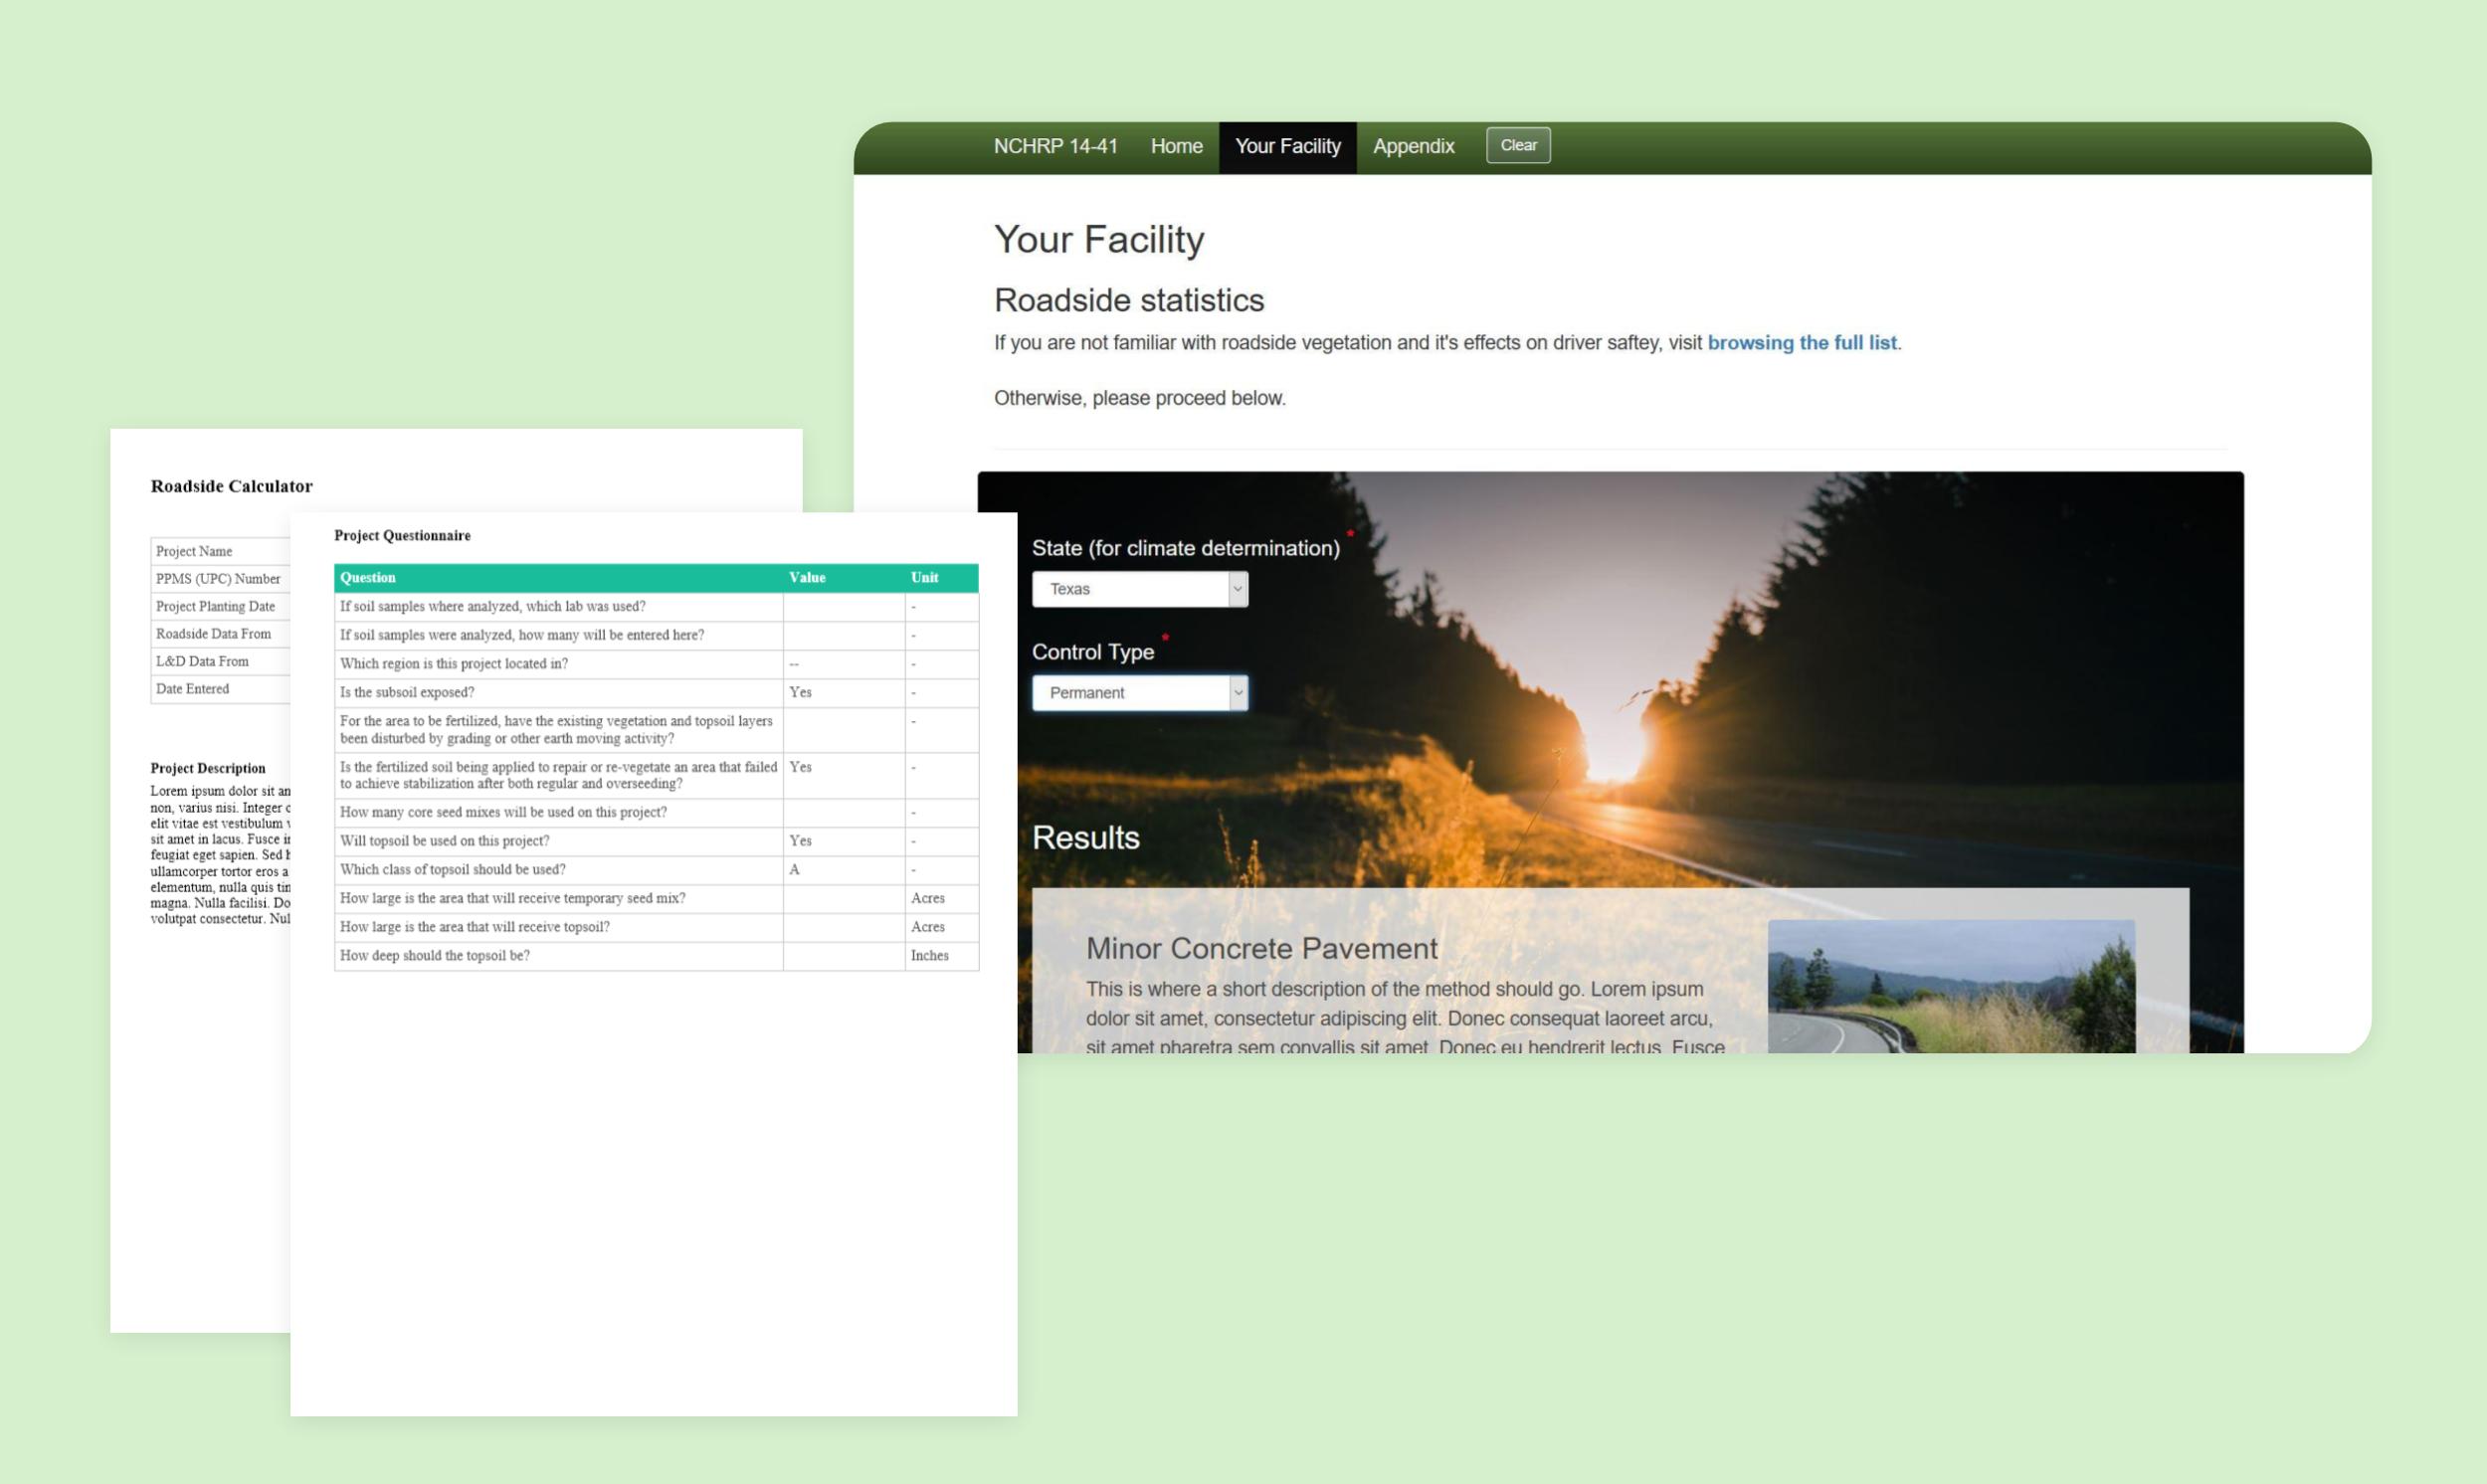 NCHRP 14-41 Home Your Facility Appendix Clear
Your Facility
Roadside statistics
If you are not familiar with roadside vegetation and it's effects on driver saftey, visit browsing the full list.
Otherwise, please proceed below.
State (for climate determination) *
Texas
Control Type *
Permanent
Results
Minor Concrete Pavement
This is where a short description of the method should go. Lorem ipsum
dolor sit amet, consectetur adipiscing elit. Donec consequat laoreet arcu,
sit amet pharetra sem convallis sit amet. Donec eu hendrerit lectus. Fusce
Roadside Calculator
Project Name
PPMS (UPC) Number
Project Planting Date
Roadside Data From
L&D Data From
Date Entered
Project Description
Lorem ipsum dolor sit an
non, varius nisi. Integer
elit vitae est vestibulum
sit amet in lacus. Fusce
feugiat eget sapien. Sed
ullamcorper tortor eros a
elementum, nulla quis tin
magna. Nulla facilisi. Do
volutpat consectetur. Nul
Project Questionnaire
Question Value Unit
If soil samples where analyzed, which lab was used? -
If soil samples were analyzed, how many will be entered here? -
Which region is this project located in? -- -
Is the subsoil exposed? Yes -
For the area to be fertilized, have the existing vegetation and topsoil layers -
been disturbed by grading or other earth moving activity?
Is the fertilized soil being applied to repair or re-vegetate an area that failed Yes -
to achieve stabilization after both regular and overseeding?
How many core seed mixes will be used on this project? -
Will topsoil be used on this project? Yes -
Which class of topsoil should be used? A -
How large is the area that will receive temporary seed mix? Acres
How large is the area that will receive topsoil? Acres
How deep should the topsoil be? Inches